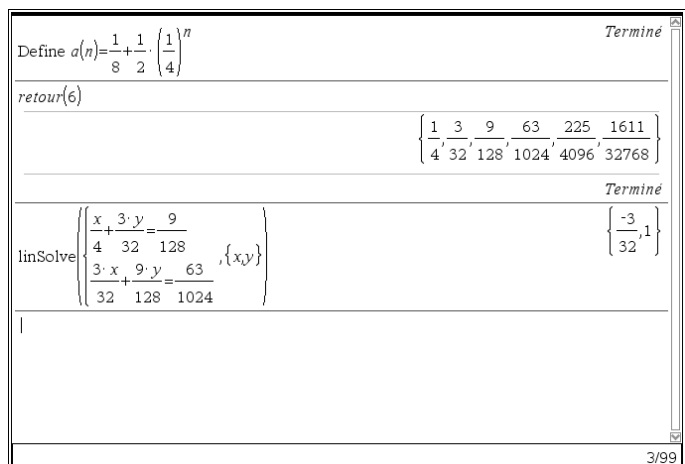 Define a(n)=1/8+1/2·(1/4)^n
Terminé
retour(6)
{1/4,3/32,9/128,63/1024,225/4096,1611/32768}
Terminé
linSolve({x/4+3·y/32=9/128
3·x/32+9·y/128=63/1024,{x,y})
{-3/32,1}
3/99